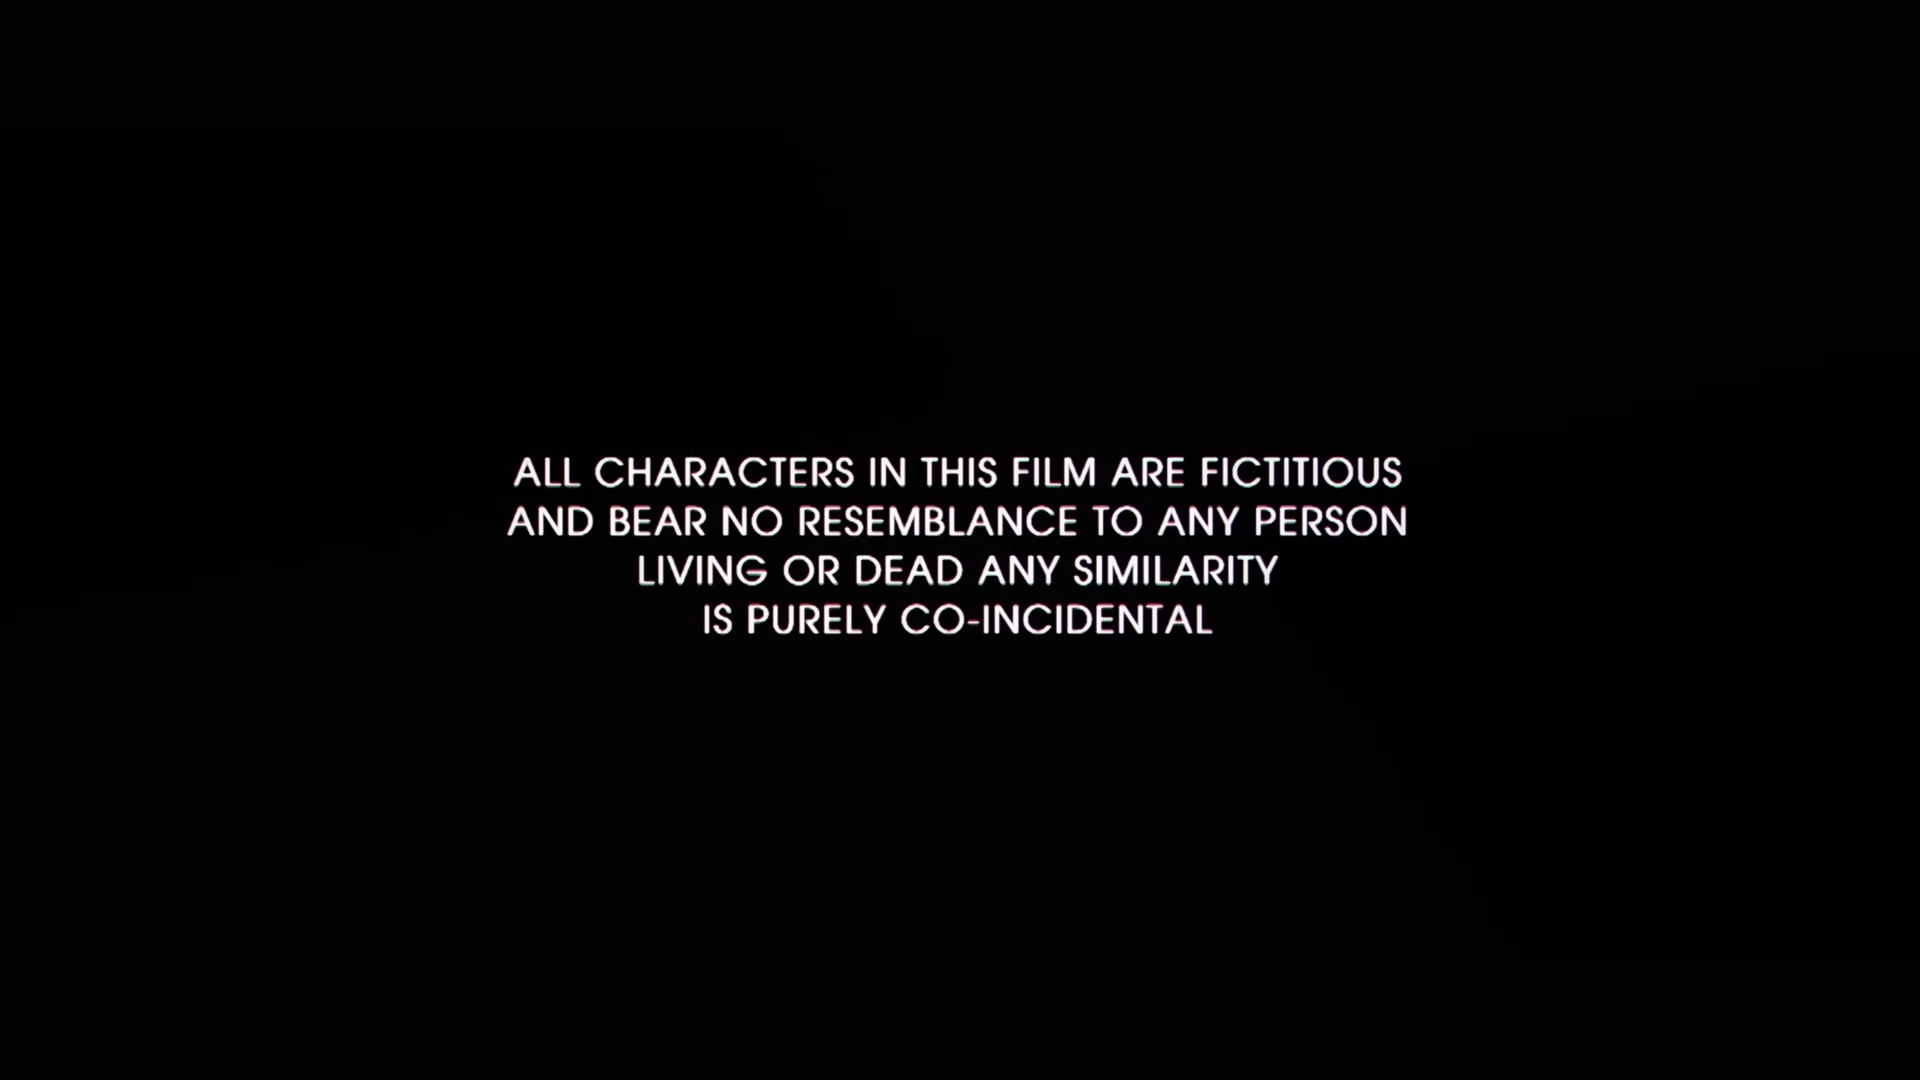 ALL CHARACTERS IN THIS FILM ARE FICTITIOUS
AND BEAR NO RESEMBLANCE TO ANY PERSON
LIVING OR DEAD ANY SIMILARITY
IS PURELY CO-INCIDENTAL